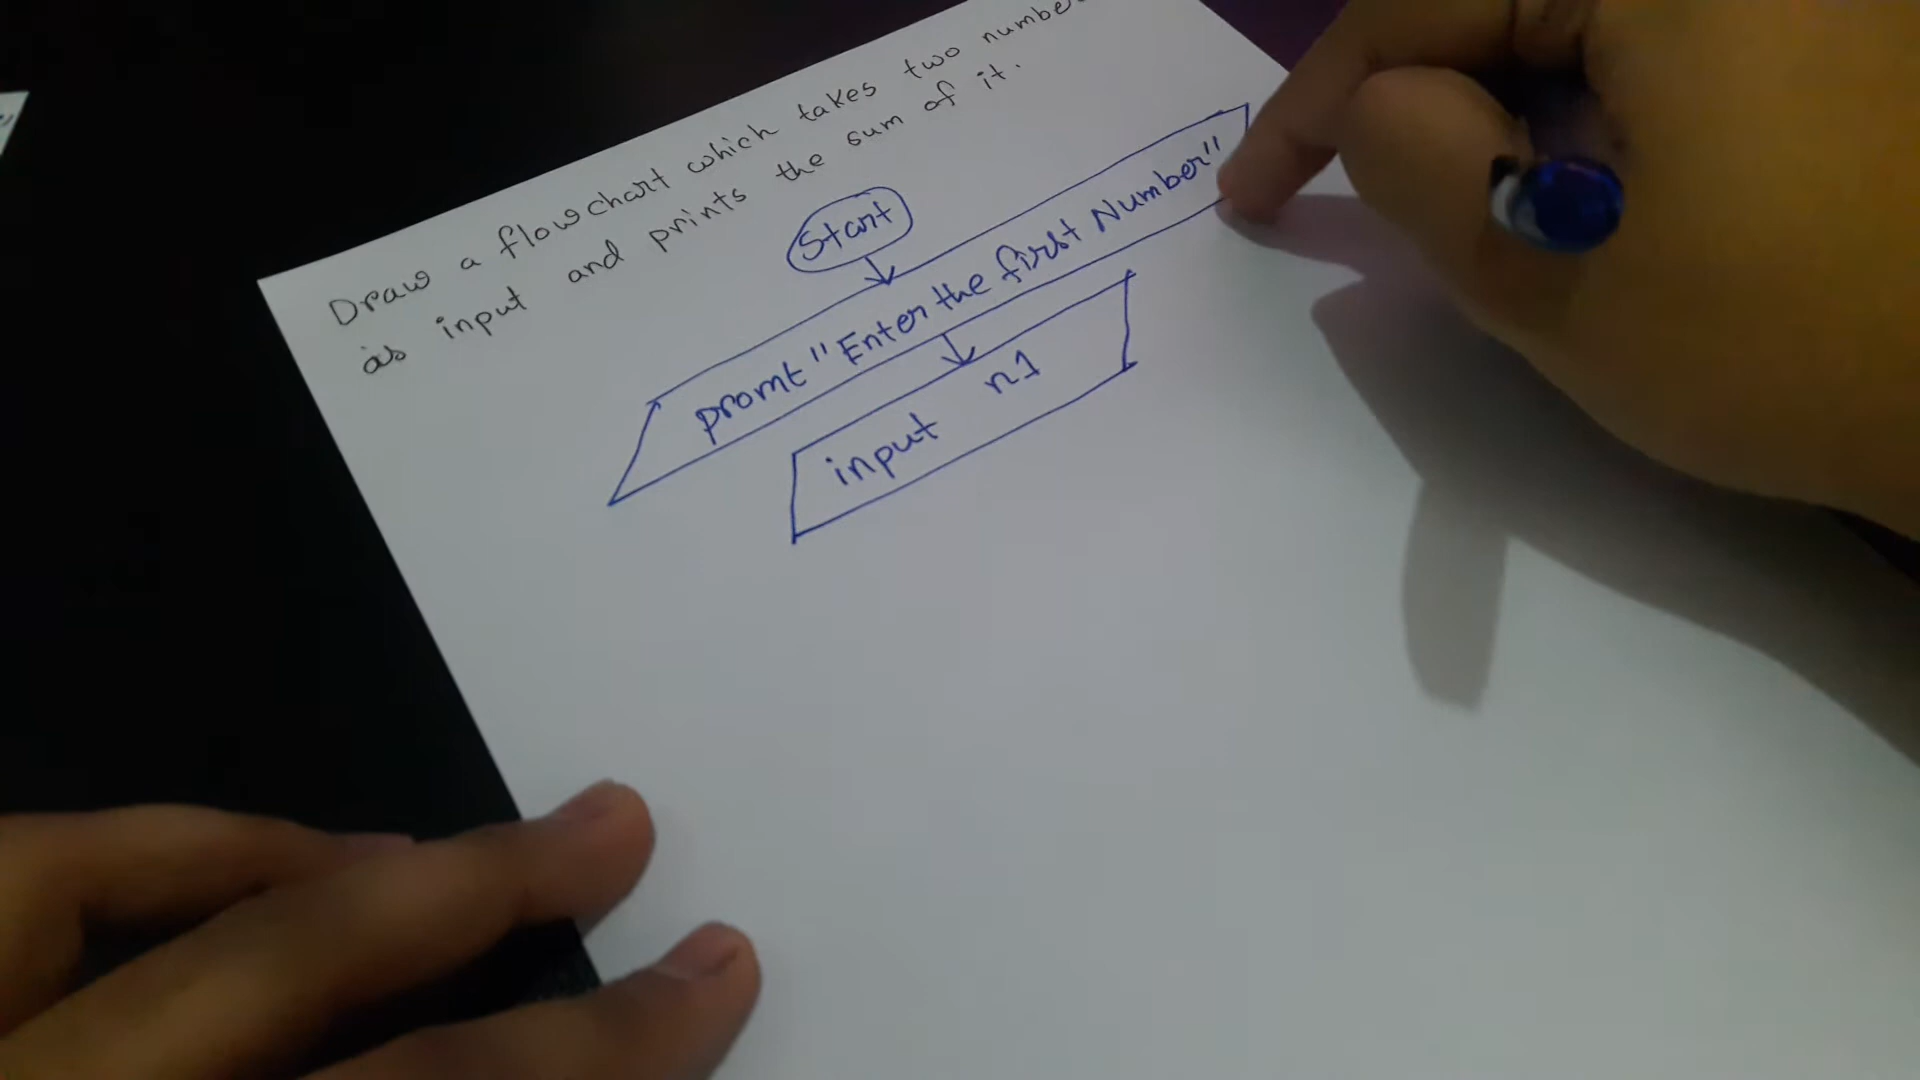 Draw a flowchart which takes two number
as input and prints the sum of it.
Start
promt "Enter the first Number"
input n1